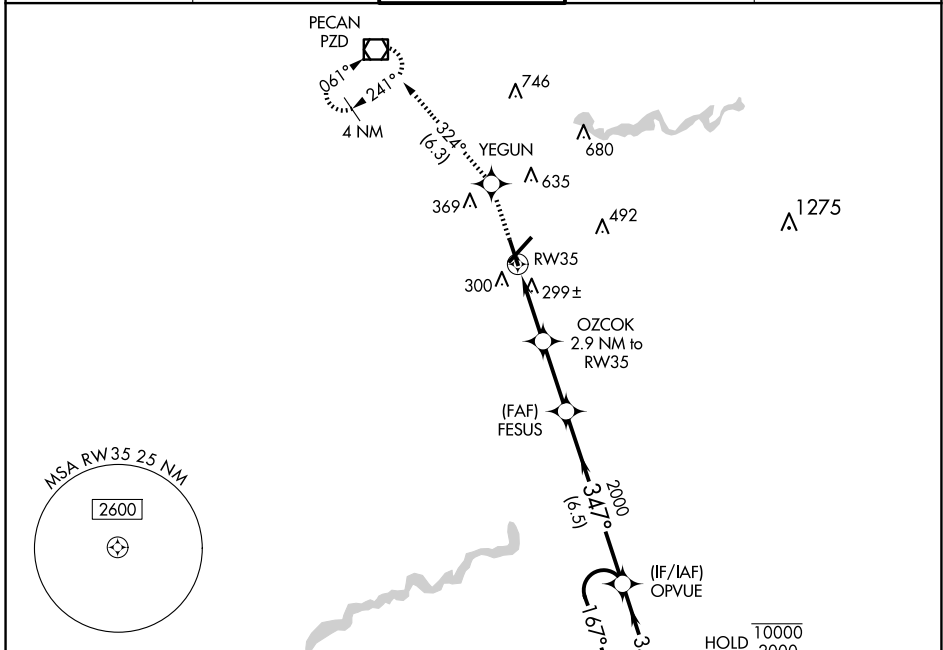 PECAN
PZD
061°
241°
4 NM
746
324°
(6.3)
680
YEGUN
635
369
492
1275
RW35
300
299±
OZCOK
2.9 NM to
RW35
(FAF)
FESUS
MSA RW35 25 NM
2600
2000
347°
(6.5)
(IF/IAF)
OPVUE
167°
HOLD
10000